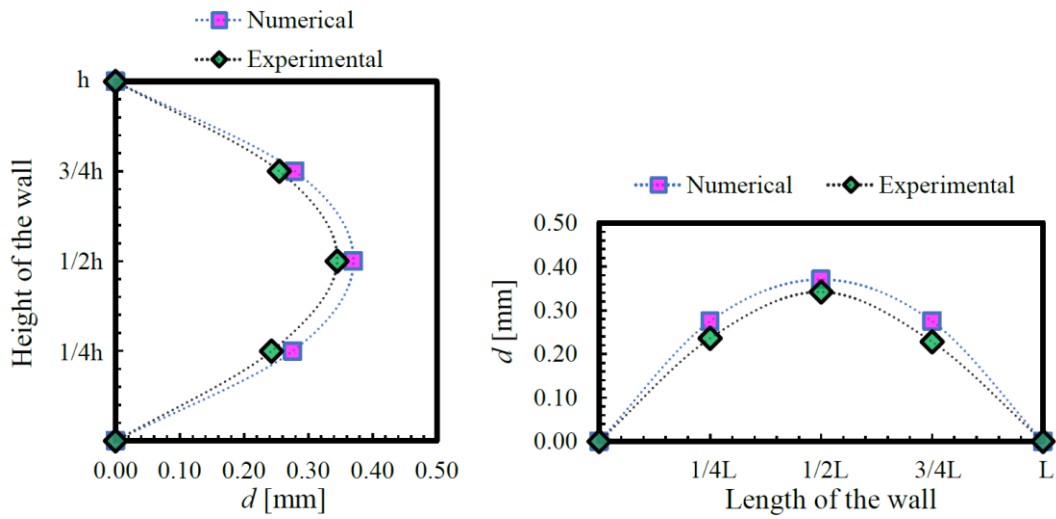 Numerical
Experimental
h
3/4h
1/2h
1/4h
Height of the wall
0.00 0.10 0.20 0.30 0.40 0.50
d [mm]
Numerical Experimental
0.50
0.40
0.30
0.20
0.10
0.00
d [mm]
1/4L 1/2L 3/4L L
Length of the wall